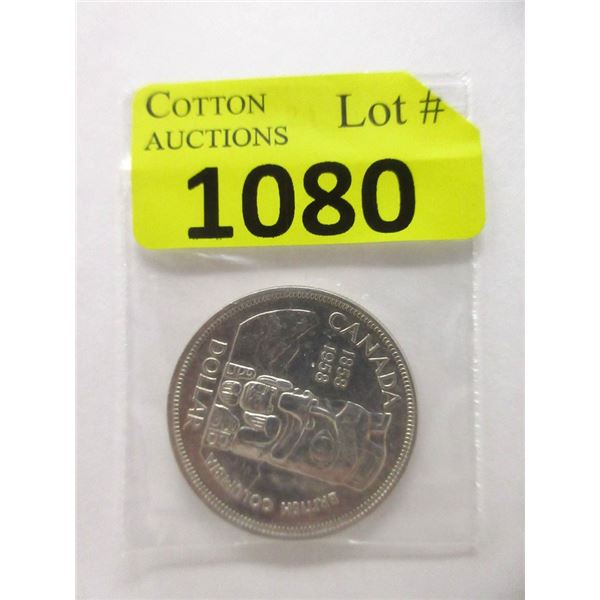 COTTON
AUCTIONS
Lot #
1080
CANADA
1858
1958
DOLLAR
BRITISH COLUMBIA